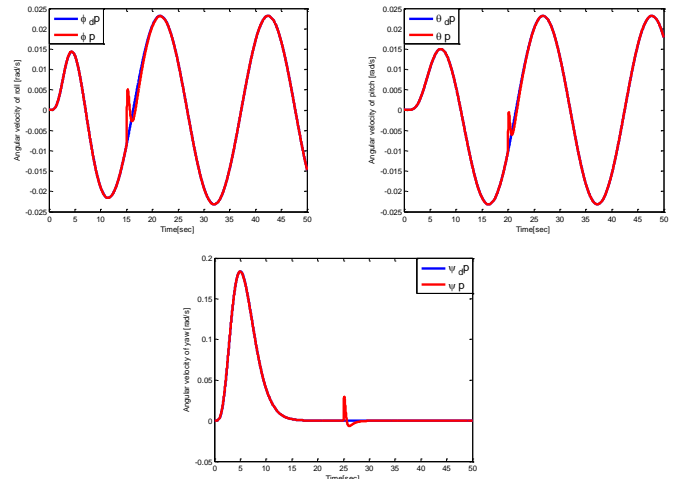 Angular velocity of roll [rad/s]
0.025
0.02
0.015
0.01
0.005
0
-0.005
-0.01
-0.015
-0.02
-0.025
ϕ d p
ϕ p
0 5 10 15 20 25 30 35 40 45 50
Time[sec]
Angular velocity of pitch [rad/s]
0.025
0.02
0.015
0.01
0.005
0
-0.005
-0.01
-0.015
-0.02
-0.025
θ d p
θ p
0 5 10 15 20 25 30 35 40 45 50
Time[sec]
Angular velocity of yaw [rad/s]
0.2
0.15
0.1
0.05
0
-0.05
ψ d p
ψ p
0 5 10 15 20 25 30 35 40 45 50
Time[sec]